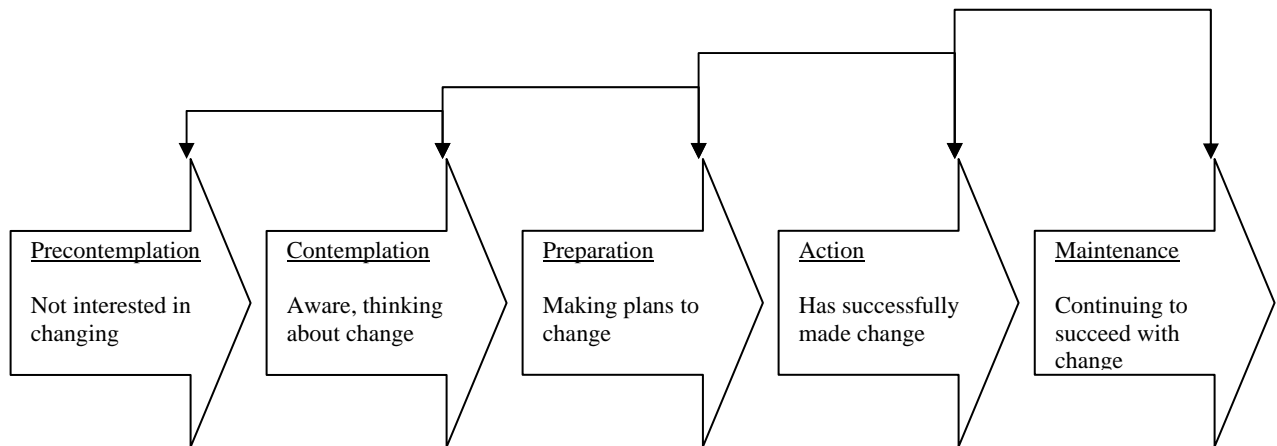 Precontemplation
Not interested in
changing
Contemplation
Aware, thinking
about change
Preparation
Making plans to
change
Action
Has successfully
made change
Maintenance
Continuing to
succeed with
change